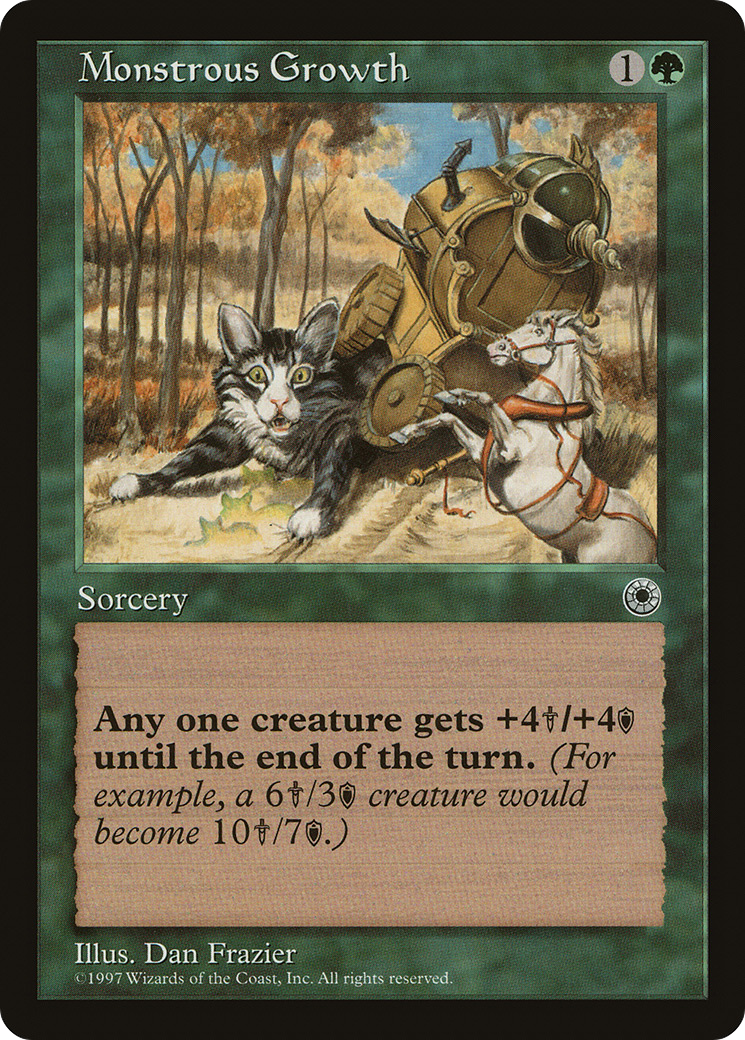 Monstrous Growth 1
Sorcery
Any one creature gets +4/+4
until the end of the turn. (For
example, a 6/3 creature would
become 10/7.)
Illus. Dan Frazier
©1997 Wizards of the Coast, Inc. All rights reserved.